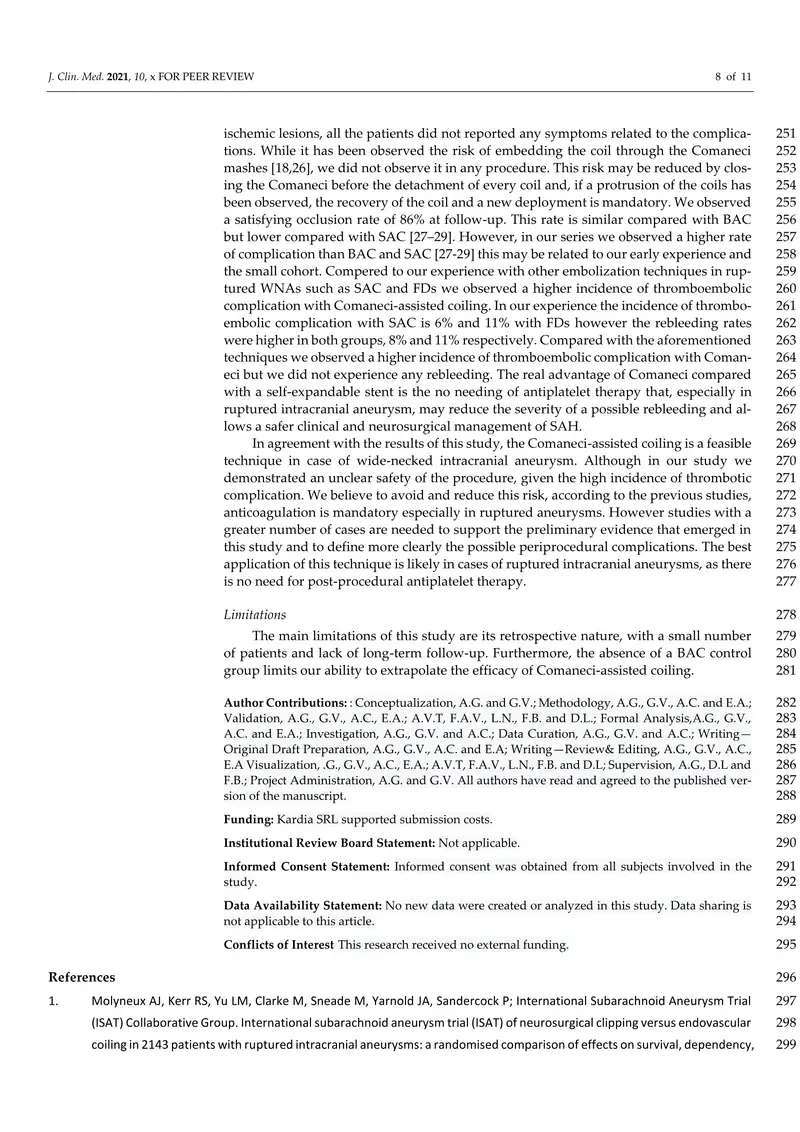 J. Clin. Med. 2021, 10, x FOR PEER REVIEW 8 of 11
ischemic lesions, all the patients did not reported any symptoms related to the complica- 251
tions. While it has been observed the risk of embedding the coil through the Comaneci 252
mashes [18,26], we did not observe it in any procedure. This risk may be reduced by clos- 253
ing the Comaneci before the detachment of every coil and, if a protrusion of the coils has 254
been observed, the recovery of the coil and a new deployment is mandatory. We observed 255
a satisfying occlusion rate of 86% at follow-up. This rate is similar compared with BAC 256
but lower compared with SAC [27–29]. However, in our series we observed a higher rate 257
of complication than BAC and SAC [27-29] this may be related to our early experience and 258
the small cohort. Compered to our experience with other embolization techniques in rup- 259
tured WNAs such as SAC and FDs we observed a higher incidence of thromboembolic 260
complication with Comaneci-assisted coiling. In our experience the incidence of thrombo- 261
embolic complication with SAC is 6% and 11% with FDs however the rebleeding rates 262
were higher in both groups, 8% and 11% respectively. Compared with the aforementioned 263
techniques we observed a higher incidence of thromboembolic complication with Coman- 264
eci but we did not experience any rebleeding. The real advantage of Comaneci compared 265
with a self-expandable stent is the no needing of antiplatelet therapy that, especially in 266
ruptured intracranial aneurysm, may reduce the severity of a possible rebleeding and al- 267
lows a safer clinical and neurosurgical management of SAH. 268
In agreement with the results of this study, the Comaneci-assisted coiling is a feasible 269
technique in case of wide-necked intracranial aneurysm. Although in our study we 270
demonstrated an unclear safety of the procedure, given the high incidence of thrombotic 271
complication. We believe to avoid and reduce this risk, according to the previous studies, 272
anticoagulation is mandatory especially in ruptured aneurysms. However studies with a 273
greater number of cases are needed to support the preliminary evidence that emerged in 274
this study and to define more clearly the possible periprocedural complications. The best 275
application of this technique is likely in cases of ruptured intracranial aneurysms, as there 276
is no need for post-procedural antiplatelet therapy. 277
Limitations 278
The main limitations of this study are its retrospective nature, with a small number 279
of patients and lack of long-term follow-up. Furthermore, the absence of a BAC control 280
group limits our ability to extrapolate the efficacy of Comaneci-assisted coiling. 281
Author Contributions: : Conceptualization, A.G. and G.V.; Methodology, A.G., G.V., A.C. and E.A.; 282
Validation, A.G., G.V., A.C., E.A.; A.V.T, F.A.V., L.N., F.B. and D.L.; Formal Analysis,A.G., G.V., 283
A.C. and E.A.; Investigation, A.G., G.V. and A.C.; Data Curation, A.G., G.V. and A.C.; Writing— 284
Original Draft Preparation, A.G., G.V., A.C. and E.A; Writing—Review& Editing, A.G., G.V., A.C., 285
E.A Visualization, .G., G.V., A.C., E.A.; A.V.T, F.A.V., L.N., F.B. and D.L; Supervision, A.G., D.L and 286
F.B.; Project Administration, A.G. and G.V. All authors have read and agreed to the published ver- 287
sion of the manuscript. 288
Funding: Kardia SRL supported submission costs. 289
Institutional Review Board Statement: Not applicable. 290
Informed Consent Statement: Informed consent was obtained from all subjects involved in the 291
study. 292
Data Availability Statement: No new data were created or analyzed in this study. Data sharing is 293
not applicable to this article. 294
Conflicts of Interest This research received no external funding. 295
References 296
1. Molyneux AJ, Kerr RS, Yu LM, Clarke M, Sneade M, Yarnold JA, Sandercock P; International Subarachnoid Aneurysm Trial 297
(ISAT) Collaborative Group. International subarachnoid aneurysm trial (ISAT) of neurosurgical clipping versus endovascular 298
coiling in 2143 patients with ruptured intracranial aneurysms: a randomised comparison of effects on survival, dependency, 299